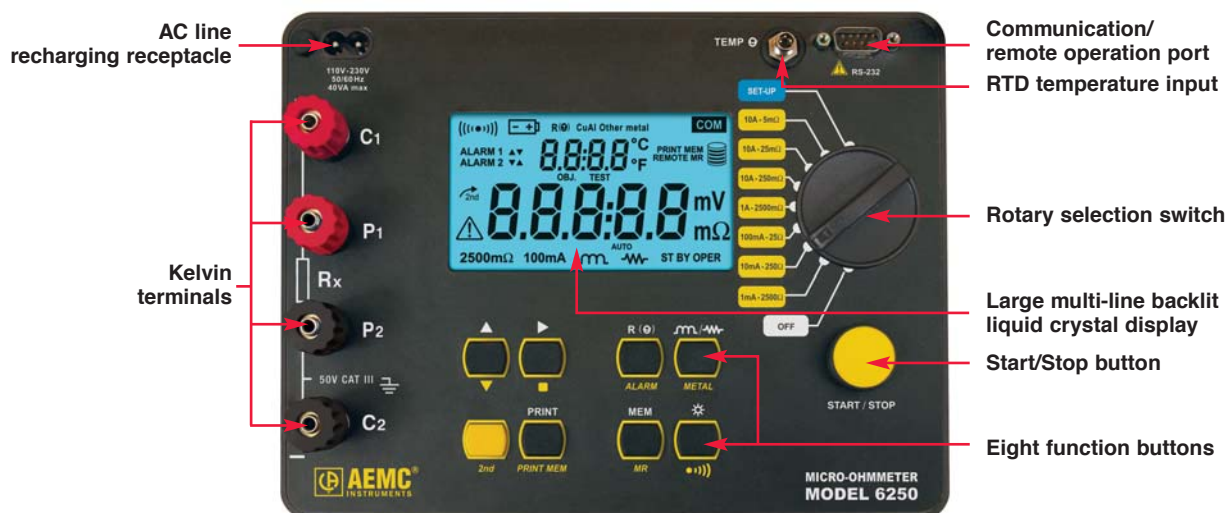 AC line
recharging receptacle
Kelvin
terminals
Communication/
remote operation port
RTD temperature input
Rotary selection switch
Large multi-line backlit
liquid crystal display
Start/Stop button
Eight function buttons
110V-230V
50/60Hz
40VA max
C1
P1
Rx
P2
50V CAT III
C2
AEMC®
INSTRUMENTS
TEMP Θ
RS-232
R(Θ) CuAl Other metal
COM
ALARM 1 ▲▼
ALARM 2 ▼▲
8.8:8.8 °C
°F
PRINT MEM
REMOTE MR
OBJ. TEST
2nd
8.8.8:8.8 mV
mΩ
AUTO
2500mΩ 100mA ST BY OPER
SET-UP
10A-5mΩ
10A-25mΩ
10A-250mΩ
1A-2500mΩ
100mA-25Ω
10mA-250Ω
1mA-2500Ω
OFF
R (Θ)
ALARM
METAL
PRINT
MEM
2nd
PRINT MEM
MR
START / STOP
MICRO-OHMMETER
MODEL 6250